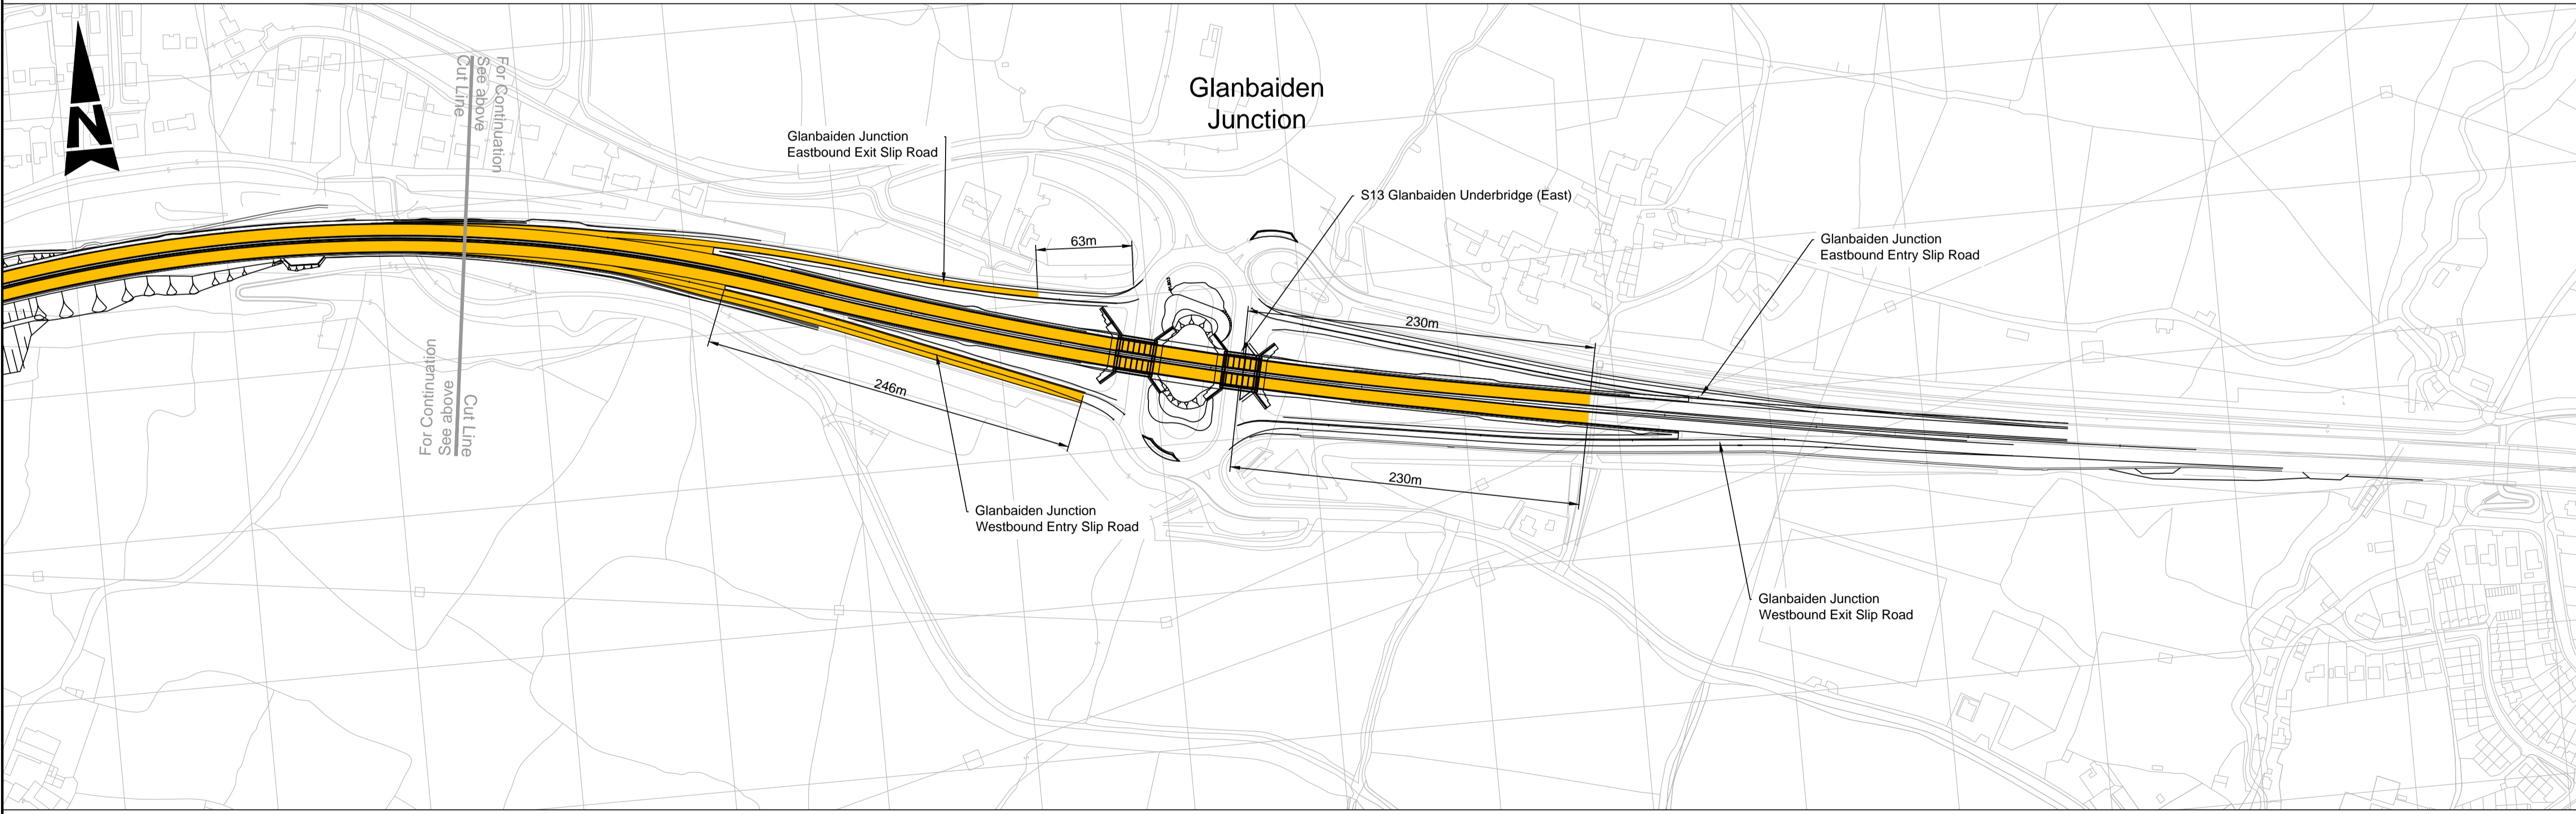 N
Cut Line
See above
For Continuation
Glanbaiden
Junction
Glanbaiden Junction
Eastbound Exit Slip Road
S13 Glanbaiden Underbridge (East)
63m
Glanbaiden Junction
Eastbound Entry Slip Road
230m
246m
For Continuation
See above
Cut Line
230m
Glanbaiden Junction
Westbound Entry Slip Road
Glanbaiden Junction
Westbound Exit Slip Road